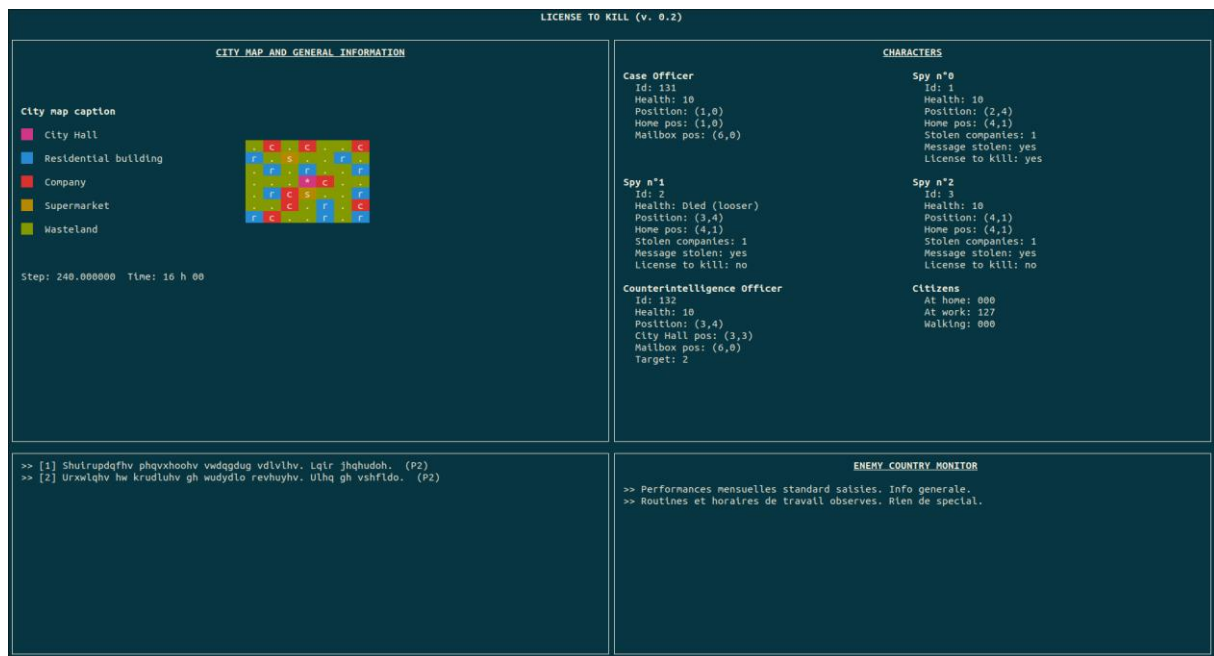 LICENSE TO KILL (v. 0.2)
CITY MAP AND GENERAL INFORMATION
City map caption
City Hall
Residential building
Company
Supermarket
Wasteland
. c . c . . c
r . s . . r .
. r . r . . r
. . . * c . .
. r c s . . r
. . c . r . c
r c . . r . r
Step: 240.000000 Time: 16 h 00
CHARACTERS
Case Officer
Id: 131
Health: 10
Position: (1,0)
Home pos: (1,0)
Mailbox pos: (6,0)
Spy n°0
Id: 1
Health: 10
Position: (2,4)
Home pos: (4,1)
Stolen companies: 1
Message stolen: yes
License to kill: yes
Spy n°1
Id: 2
Health: Died (looser)
Position: (3,4)
Home pos: (4,1)
Stolen companies: 1
Message stolen: yes
License to kill: no
Spy n°2
Id: 3
Health: 10
Position: (4,1)
Home pos: (4,1)
Stolen companies: 1
Message stolen: yes
License to kill: no
Counterintelligence Officer
Id: 132
Health: 10
Position: (3,4)
City Hall pos: (3,3)
Mailbox pos: (6,0)
Target: 2
Citizens
At home: 000
At work: 127
Walking: 000
>> [1] Shuirupdqfhv phqvxhoohv vwdqgdug vdlvlhv. Lqir jhqhudoh. (P2)
>> [2] Urxwlqhv hw krudluhv gh wudydlo revhuyhv. Ulhq gh vshfldo. (P2)
ENEMY COUNTRY MONITOR
>> Performances mensuelles standard saisies. Info generale.
>> Routines et horaires de travail observes. Rien de special.